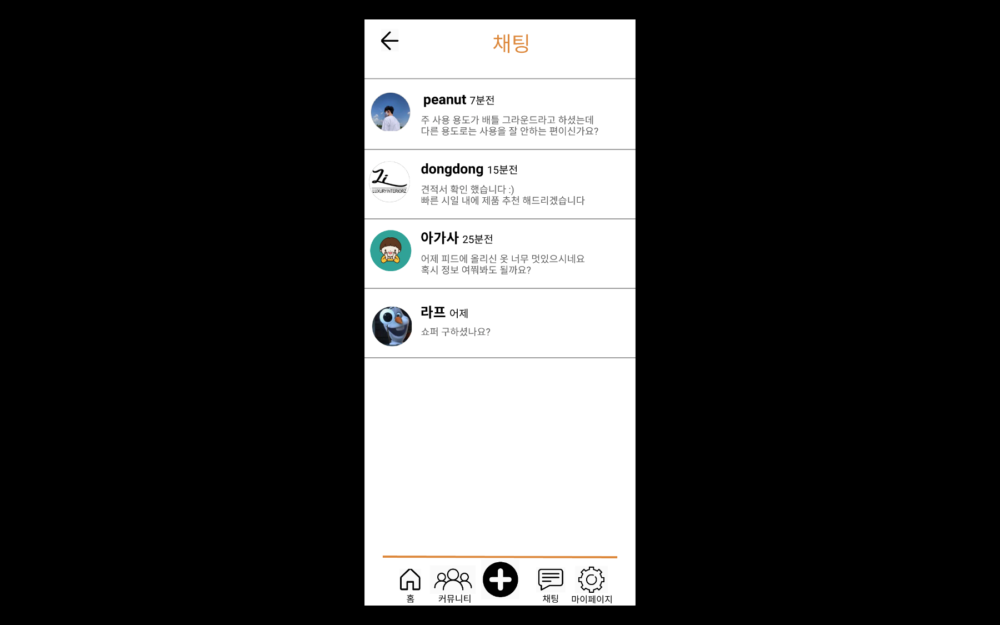 채팅
peanut 7분전
주 사용 용도가 배틀 그라운드라고 하셨는데
다른 용도로는 사용을 잘 안하는 편이신가요?
dongdong 15분전
Li
LUXURYINTERIORZ
견적서 확인 했습니다 :)
빠른 시일 내에 제품 추천 해드리겠습니다
아가사 25분전
어제 피드에 올리신 옷 너무 멋있으시네요
혹시 정보 여쭤봐도 될까요?
라프 어제
쇼퍼 구하셨나요?
홈 커뮤니티 채팅 마이페이지